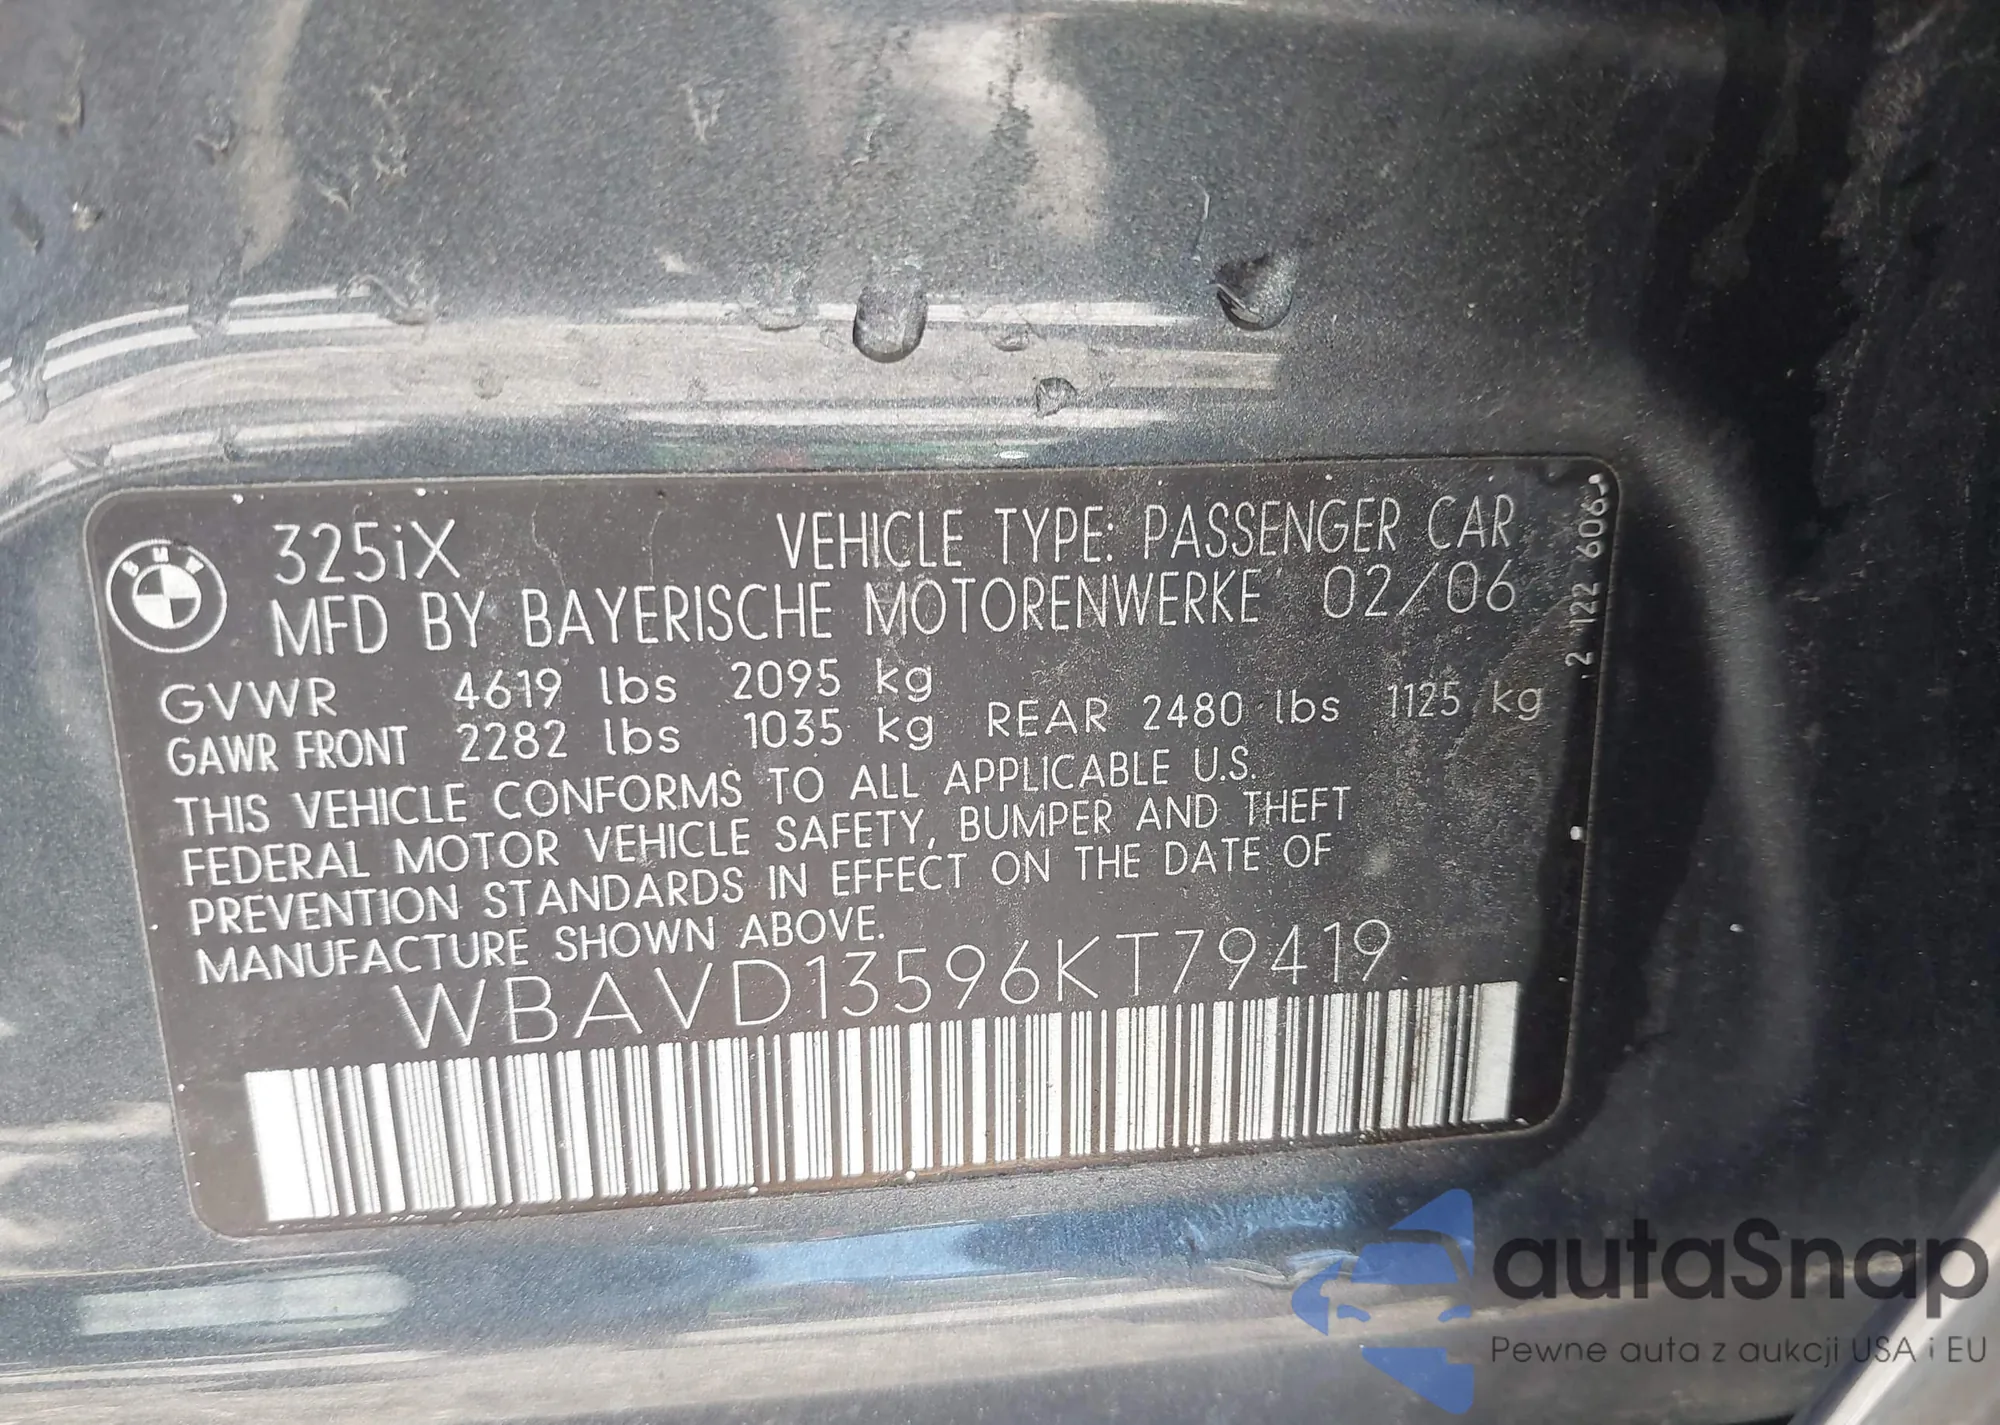 BMW
325iX VEHICLE TYPE: PASSENGER CAR
MFD BY BAYERISCHE MOTORENWERKE 02/06
GVWR 4619 lbs 2095 kg
GAWR FRONT 2282 lbs 1035 kg REAR 2480 lbs 1125 kg
THIS VEHICLE CONFORMS TO ALL APPLICABLE U.S.
FEDERAL MOTOR VEHICLE SAFETY, BUMPER AND THEFT
PREVENTION STANDARDS IN EFFECT ON THE DATE OF
MANUFACTURE SHOWN ABOVE.
WBAVD13596KT79419
2 122 606
autaSnap
Pewne auta z aukcji USA i EU